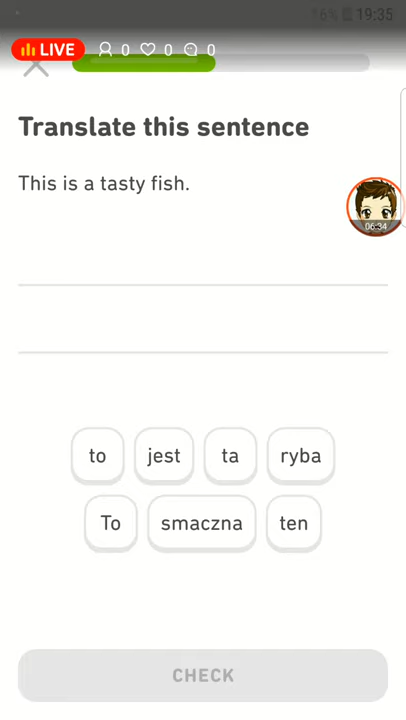 6% 19:35
LIVE 0 0 0
Translate this sentence
This is a tasty fish.
06:34
to jest ta ryba
To smaczna ten
CHECK